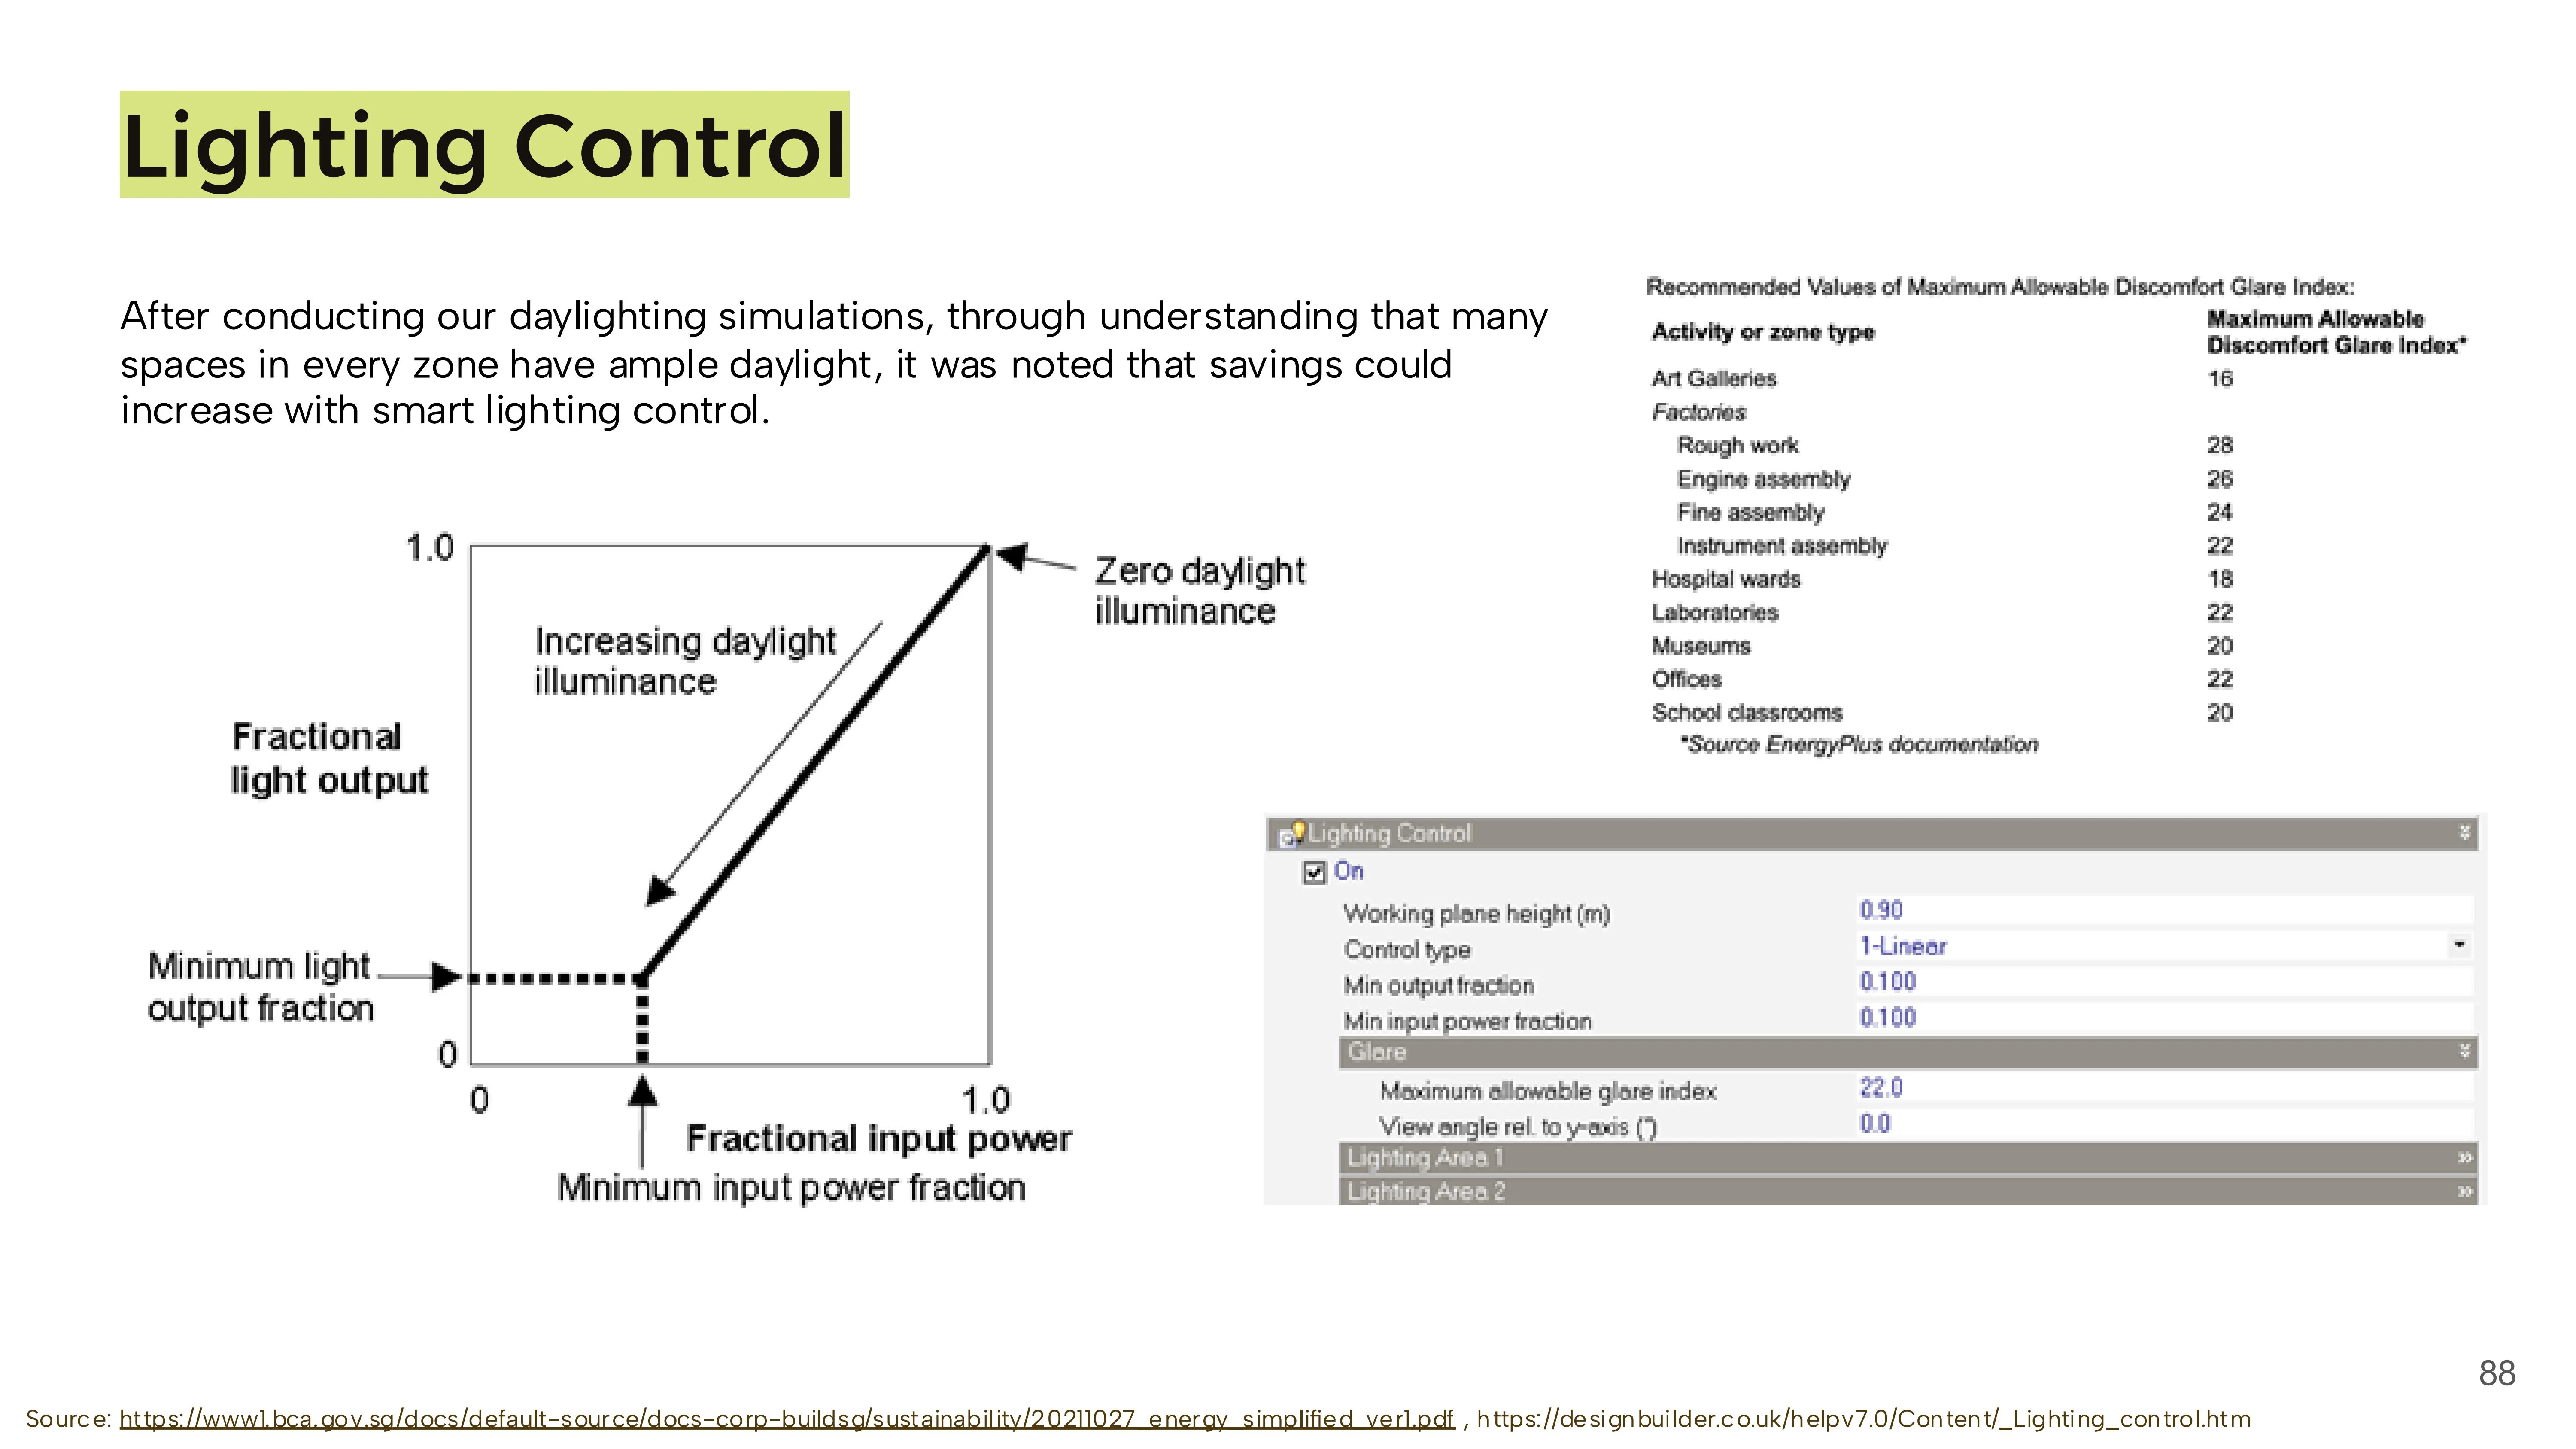 Lighting Control
After conducting our daylighting simulations, through understanding that many
spaces in every zone have ample daylight, it was noted that savings could
increase with smart lighting control.
1.0
Zero daylight
illuminance
Increasing daylight
illuminance
Fractional
light output
Minimum light
output fraction
0
0
1.0
Fractional input power
Minimum input power fraction
Recommended Values of Maximum Allowable Discomfort Glare Index:
Activity or zone type
Maximum Allowable
Discomfort Glare Index*
Art Galleries 16
Factories
Rough work 28
Engine assembly 26
Fine assembly 24
Instrument assembly 22
Hospital wards 18
Laboratories 22
Museums 20
Offices 22
School classrooms 20
*Source EnergyPlus documentation
Lighting Control
On
Working plane height (m) 0.90
Control type 1-Linear
Min output fraction 0.100
Min input power fraction 0.100
Glare
Maximum allowable glare index 22.0
View angle rel. to y-axis (°) 0.0
Lighting Area 1
Lighting Area 2
88
Source: https://www1.bca.gov.sg/docs/default-source/docs-corp-buildsg/sustainability/20211027_energy_simplified_ver1.pdf , https://designbuilder.co.uk/helpv7.0/Content/_Lighting_control.htm